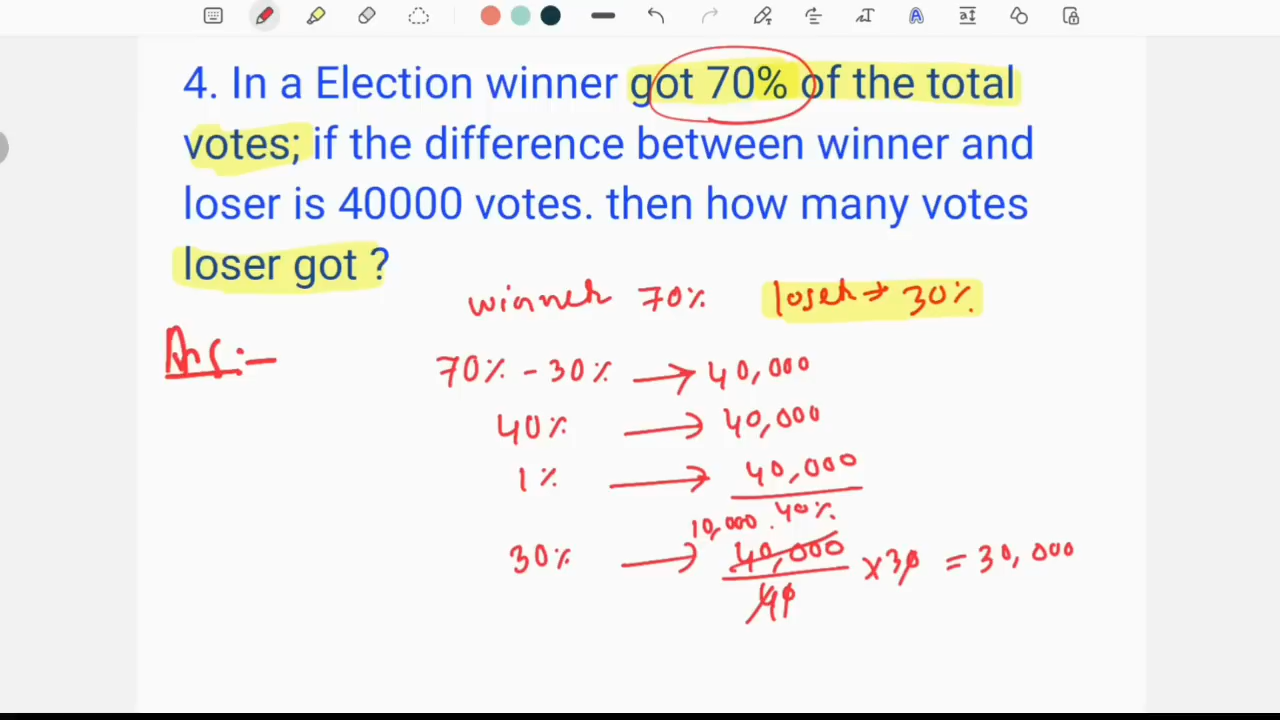 4. In a Election winner got 70% of the total
votes; if the difference between winner and
loser is 40000 votes. then how many votes
loser got ?
winner 70% loser → 30%
Ans:-
70% - 30% → 40,000
40% → 40,000
1% → 40,000
40%
10,000
30% → 40,000 x30 = 30,000
40